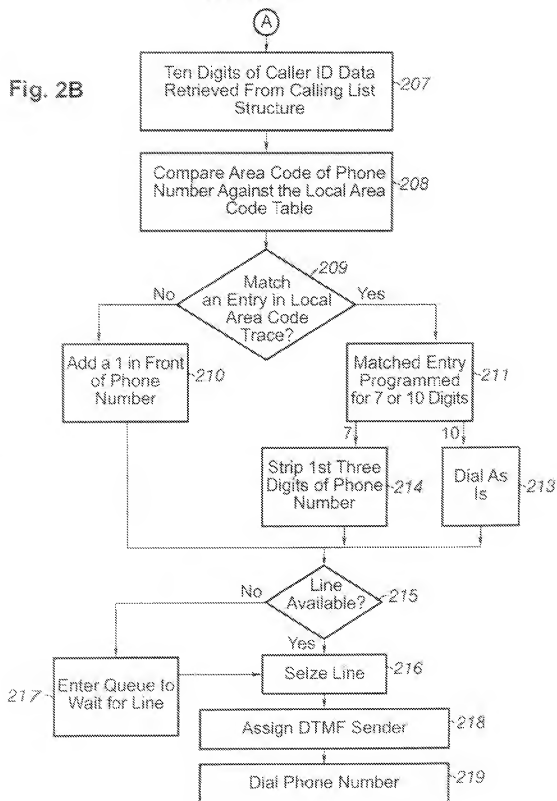 A
Fig. 2B
Ten Digits of Caller ID Data
Retrieved From Calling List
Structure
207
Compare Area Code of Phone
Number Against the Local Area
Code Table
208
209
Match
an Entry in Local
Area Code
Trace?
No
Yes
Add a 1 in Front
of Phone
Number
210
Matched Entry
Programmed
for 7 or 10 Digits
211
7
10
Strip 1st Three
Digits of Phone
Number
214
Dial As
Is
213
Line
Available?
215
No
Yes
Enter Queue to
Wait for Line
217
Seize Line
216
Assign DTMF Sender
218
Dial Phone Number
219